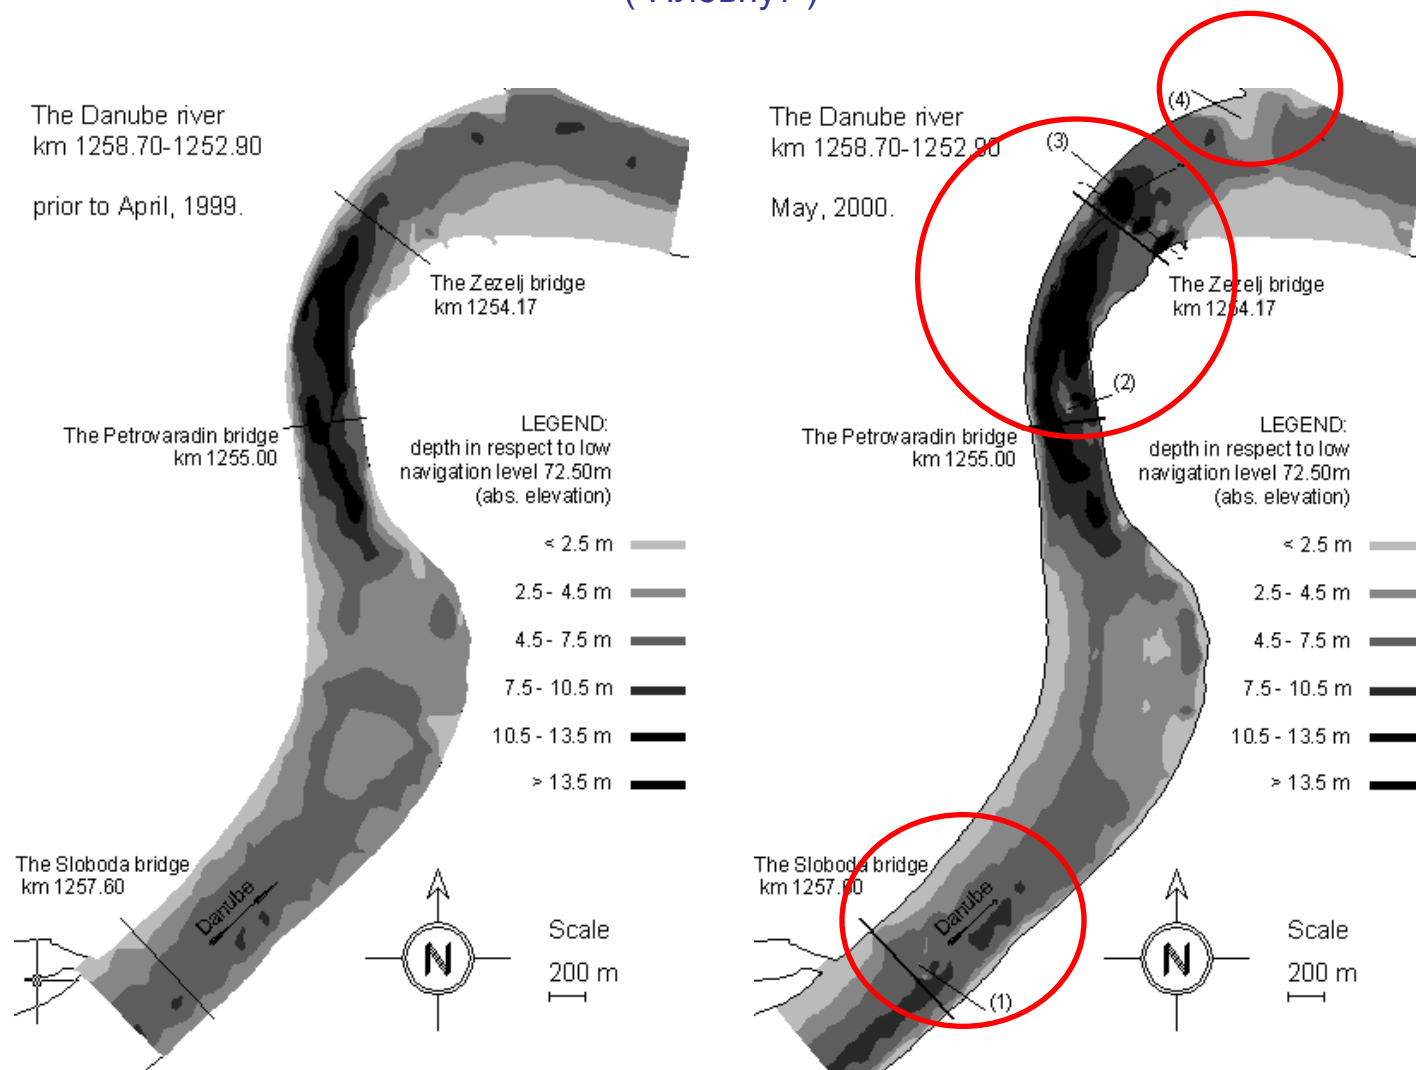 The Danube river
km 1258.70-1252.90
prior to April, 1999.
The Zezelj bridge
km 1254.17
The Petrovaradin bridge
km 1255.00
LEGEND:
depth in respect to low
navigation level 72.50m
(abs. elevation)
< 2.5 m
2.5 - 4.5 m
4.5 - 7.5 m
7.5 - 10.5 m
10.5 - 13.5 m
> 13.5 m
The Sloboda bridge
km 1257.60
Danube
N
Scale
200 m
The Danube river
km 1258.70-1252.90
May, 2000.
(4)
(3)
The Zezelj bridge
km 1254.17
(2)
The Petrovaradin bridge
km 1255.00
LEGEND:
depth in respect to low
navigation level 72.50m
(abs. elevation)
< 2.5 m
2.5 - 4.5 m
4.5 - 7.5 m
7.5 - 10.5 m
10.5 - 13.5 m
> 13.5 m
The Sloboda bridge
km 1257.60
Danube
(1)
N
Scale
200 m